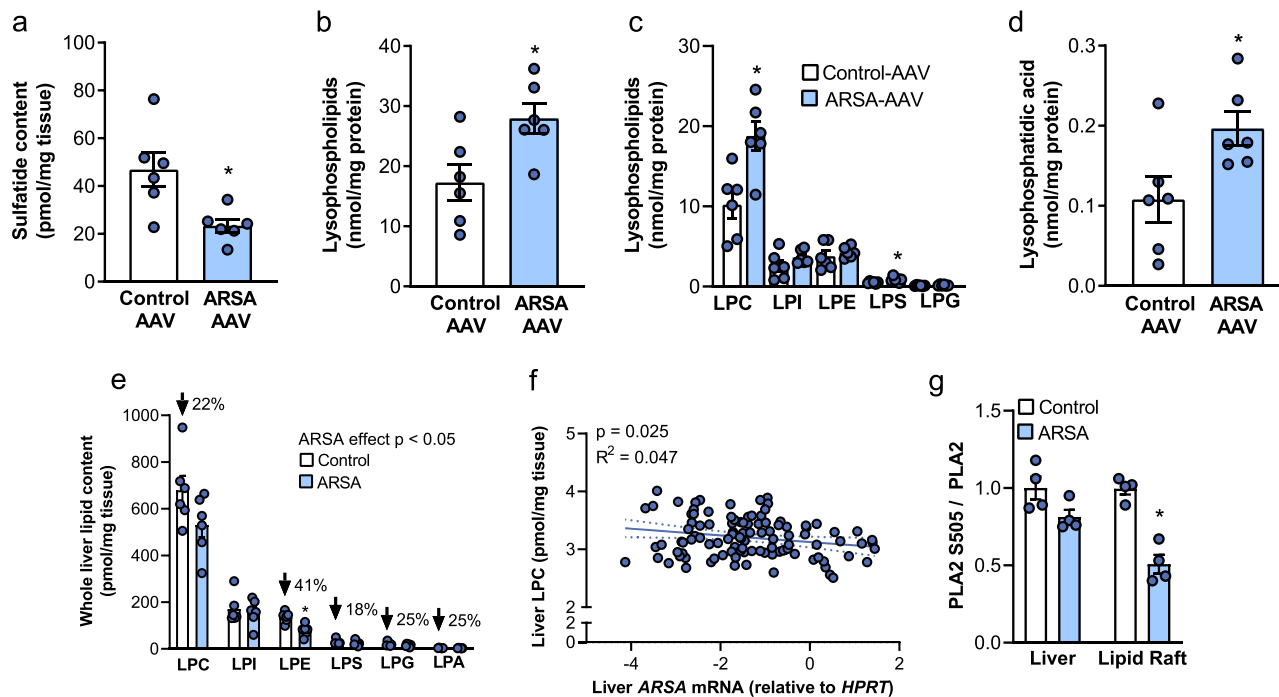 a
Sulfatide content
(pmol/mg tissue)
100
80
60
40
20
0
*
Control
AAV
ARSA
AAV
b
Lysophospholipids
(nmol/mg protein)
40
30
20
10
0
*
Control
AAV
ARSA
AAV
c
Lysophospholipids
(nmol/mg protein)
30
20
10
0
*
*
Control-AAV
ARSA-AAV
LPC LPI LPE LPS LPG
d
Lysophosphatidic acid
(nmol/mg protein)
0.3
0.2
0.1
0.0
*
Control
AAV
ARSA
AAV
e
Whole liver lipid content
(pmol/mg tissue)
1000
800
600
400
200
0
22%
41%
*
18%
25%
25%
ARSA effect p < 0.05
Control
ARSA
LPC LPI LPE LPS LPG LPA
f
Liver LPC (pmol/mg tissue)
5
4
3
2
2
0
p = 0.025
R² = 0.047
-4 -2 0 2
Liver ARSA mRNA (relative to HPRT)
g
PLA2 S505 / PLA2
1.5
1.0
0.5
0.0
Control
ARSA
*
Liver Lipid Raft